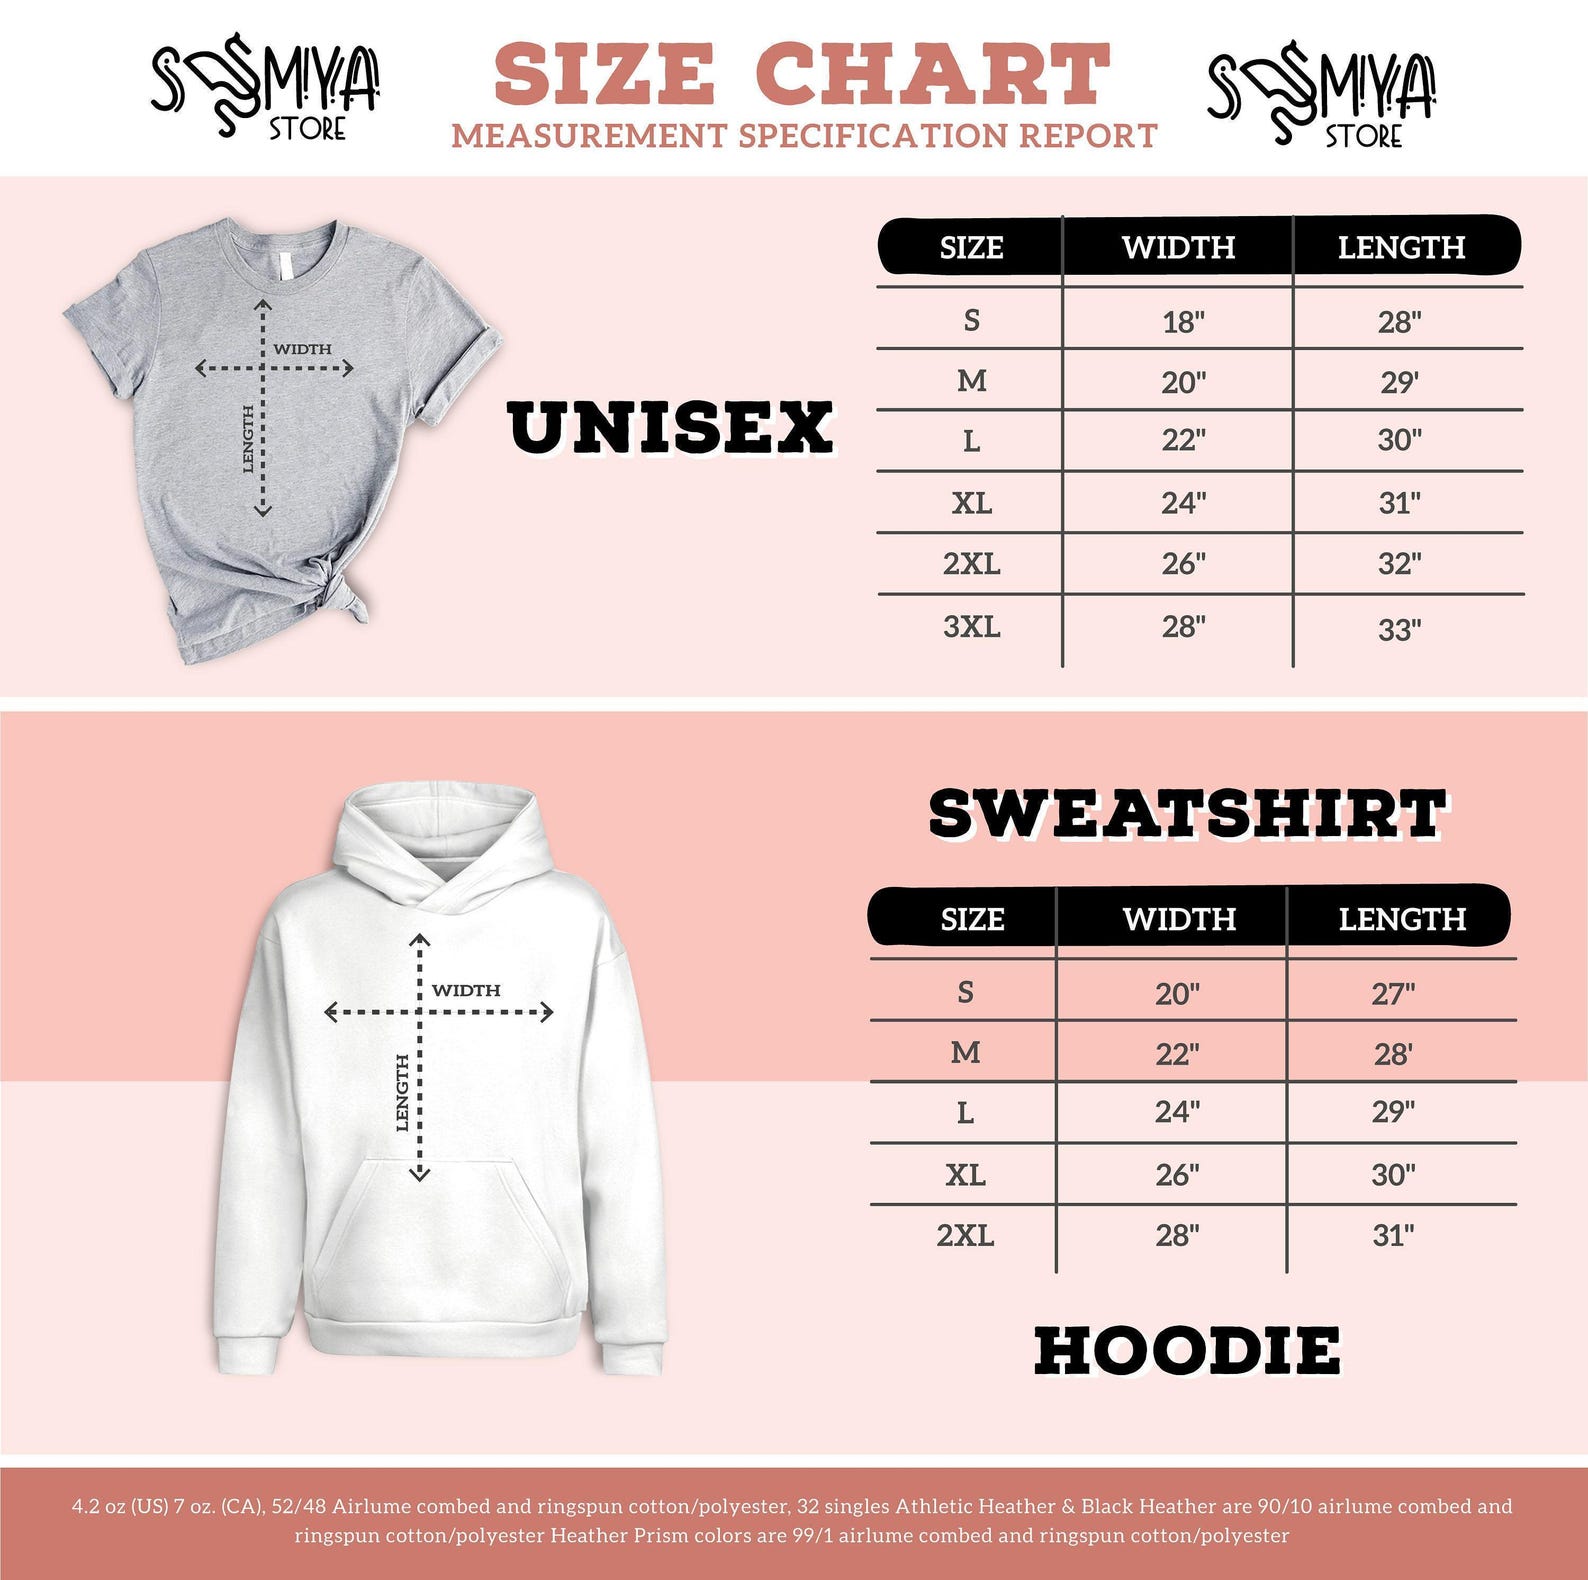 SOMIYA
STORE
SIZE CHART
MEASUREMENT SPECIFICATION REPORT
SOMIYA
STORE
WIDTH
LENGTH
UNISEX
SIZE WIDTH LENGTH
S 18" 28"
M 20" 29'
L 22" 30"
XL 24" 31"
2XL 26" 32"
3XL 28" 33"
WIDTH
LENGTH
SWEATSHIRT
SIZE WIDTH LENGTH
S 20" 27"
M 22" 28'
L 24" 29"
XL 26" 30"
2XL 28" 31"
HOODIE
4.2 oz (US) 7 oz. (CA), 52/48 Airlume combed and ringspun cotton/polyester, 32 singles Athletic Heather & Black Heather are 90/10 airlume combed and
ringspun cotton/polyester Heather Prism colors are 99/1 airlume combed and ringspun cotton/polyester